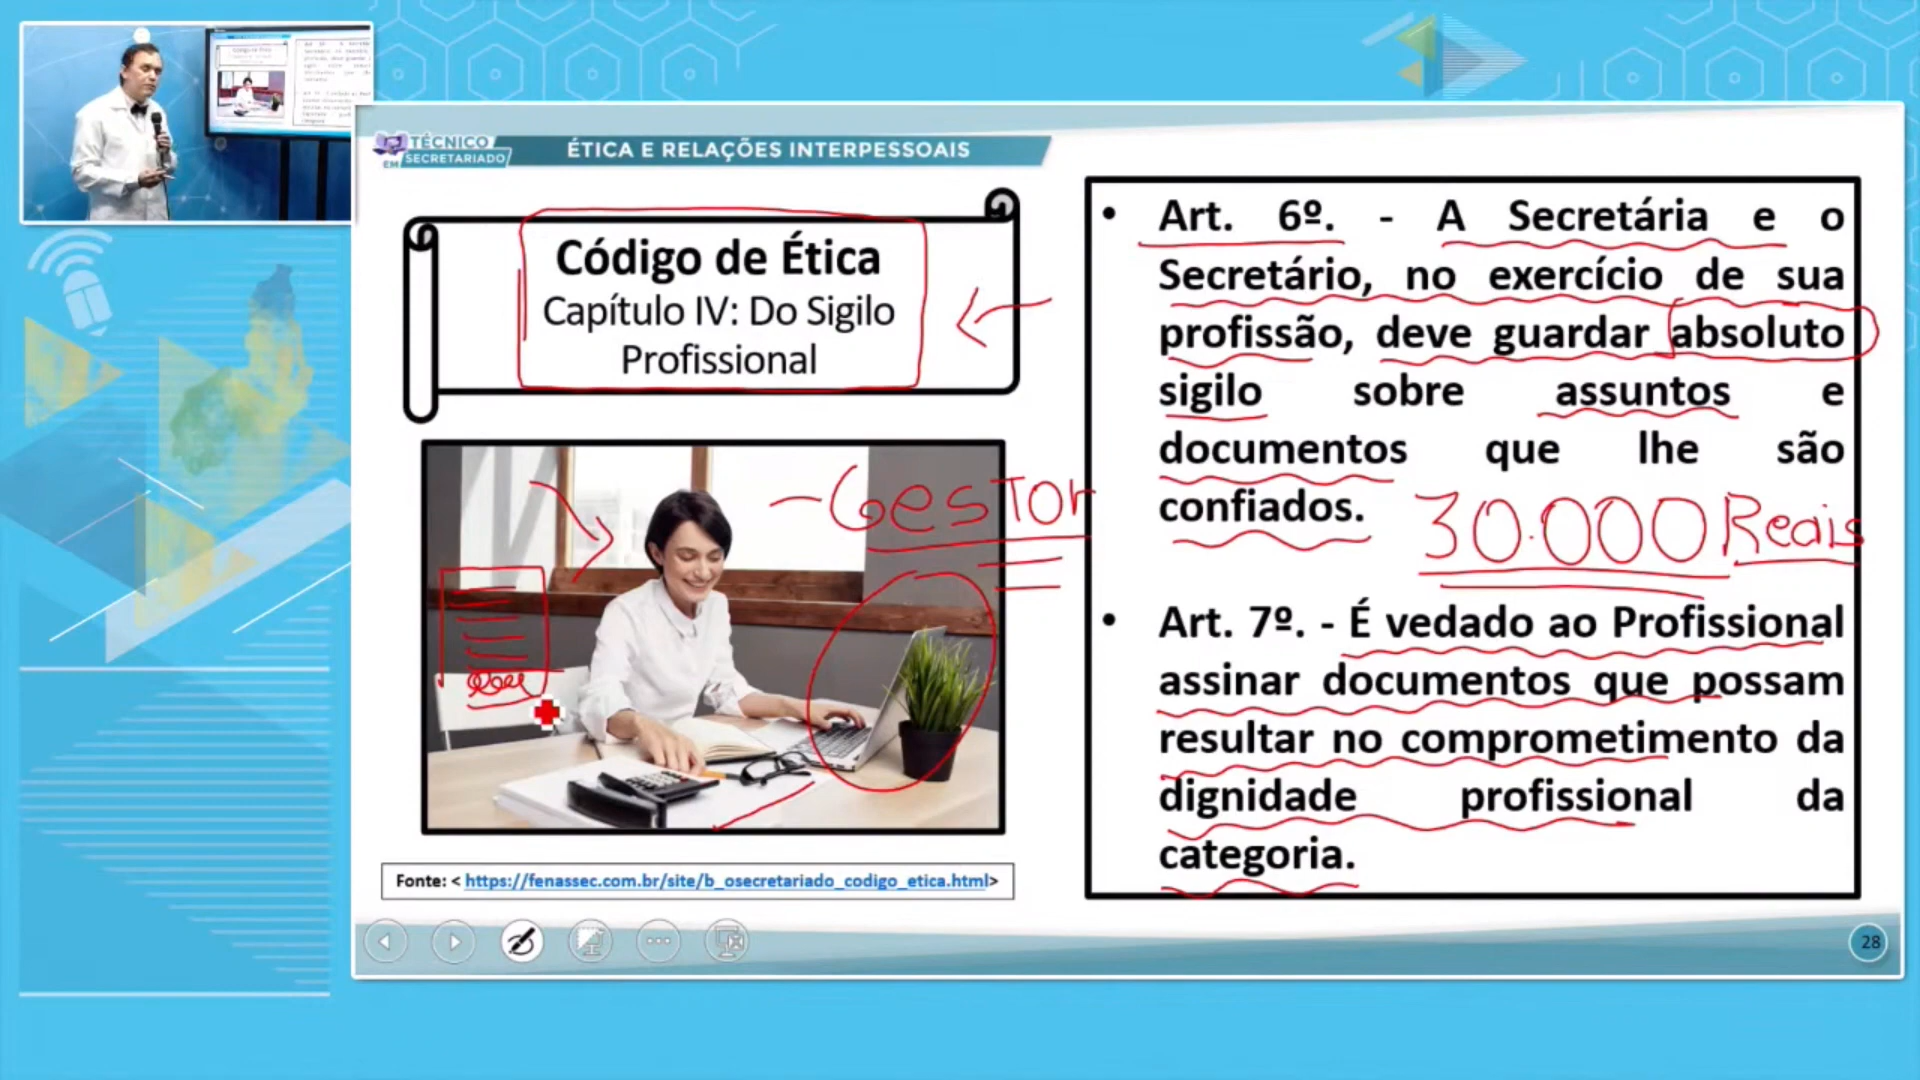 TÉCNICO
EM SECRETARIADO
ÉTICA E RELAÇÕES INTERPESSOAIS
Código de Ética
Capítulo IV: Do Sigilo
Profissional
- Gestor
Fonte: < https://fenassec.com.br/site/b_osecretariado_codigo_etica.html>
• Art. 6º. - A Secretária e o
Secretário, no exercício de sua
profissão, deve guardar absoluto
sigilo sobre assuntos e
documentos que lhe são
confiados.
30.000 Reais
• Art. 7º. - É vedado ao Profissional
assinar documentos que possam
resultar no comprometimento da
dignidade profissional da
categoria.
28